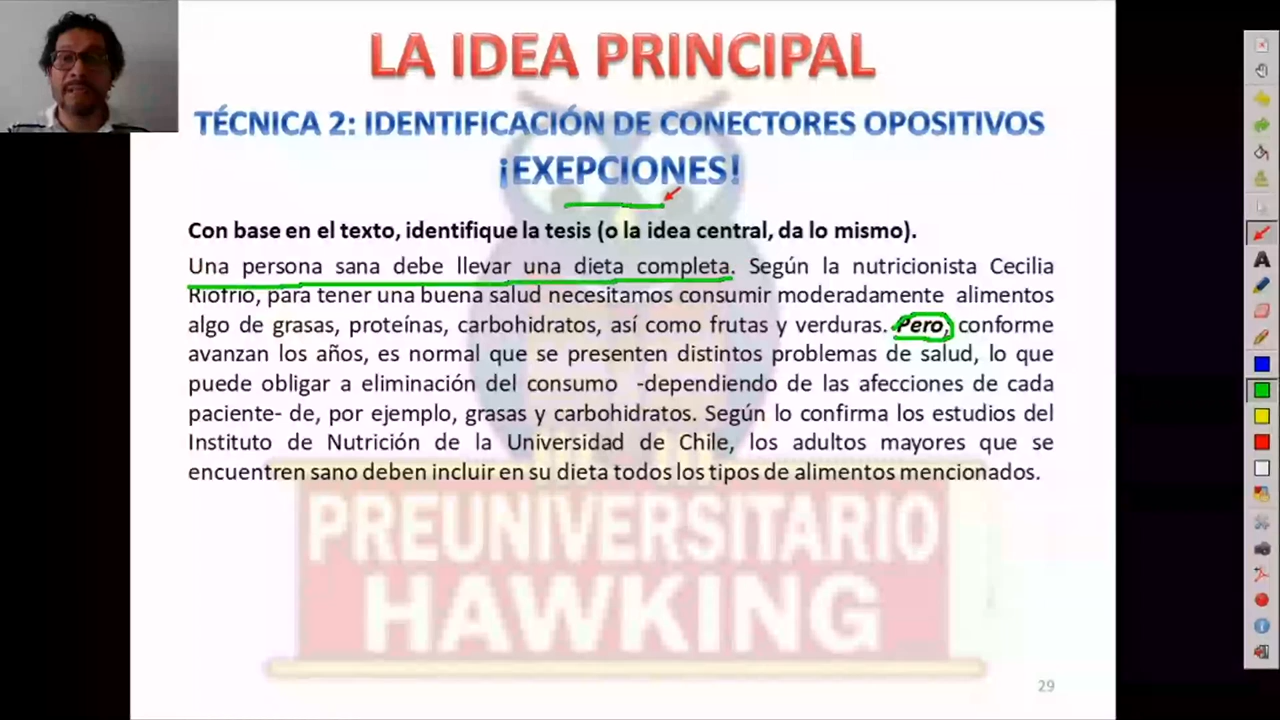 LA IDEA PRINCIPAL
TÉCNICA 2: IDENTIFICACIÓN DE CONECTORES OPOSITIVOS
¡EXEPCIONES!
Con base en el texto, identifique la tesis (o la idea central, da lo mismo).
Una persona sana debe llevar una dieta completa. Según la nutricionista Cecilia
Riofrio, para tener una buena salud necesitamos consumir moderadamente alimentos
algo de grasas, proteínas, carbohidratos, así como frutas y verduras. Pero, conforme
avanzan los años, es normal que se presenten distintos problemas de salud, lo que
puede obligar a eliminación del consumo -dependiendo de las afecciones de cada
paciente- de, por ejemplo, grasas y carbohidratos. Según lo confirma los estudios del
Instituto de Nutrición de la Universidad de Chile, los adultos mayores que se
encuentren sano deben incluir en su dieta todos los tipos de alimentos mencionados.
PREUNIVERSITARIO
HAWKING
29